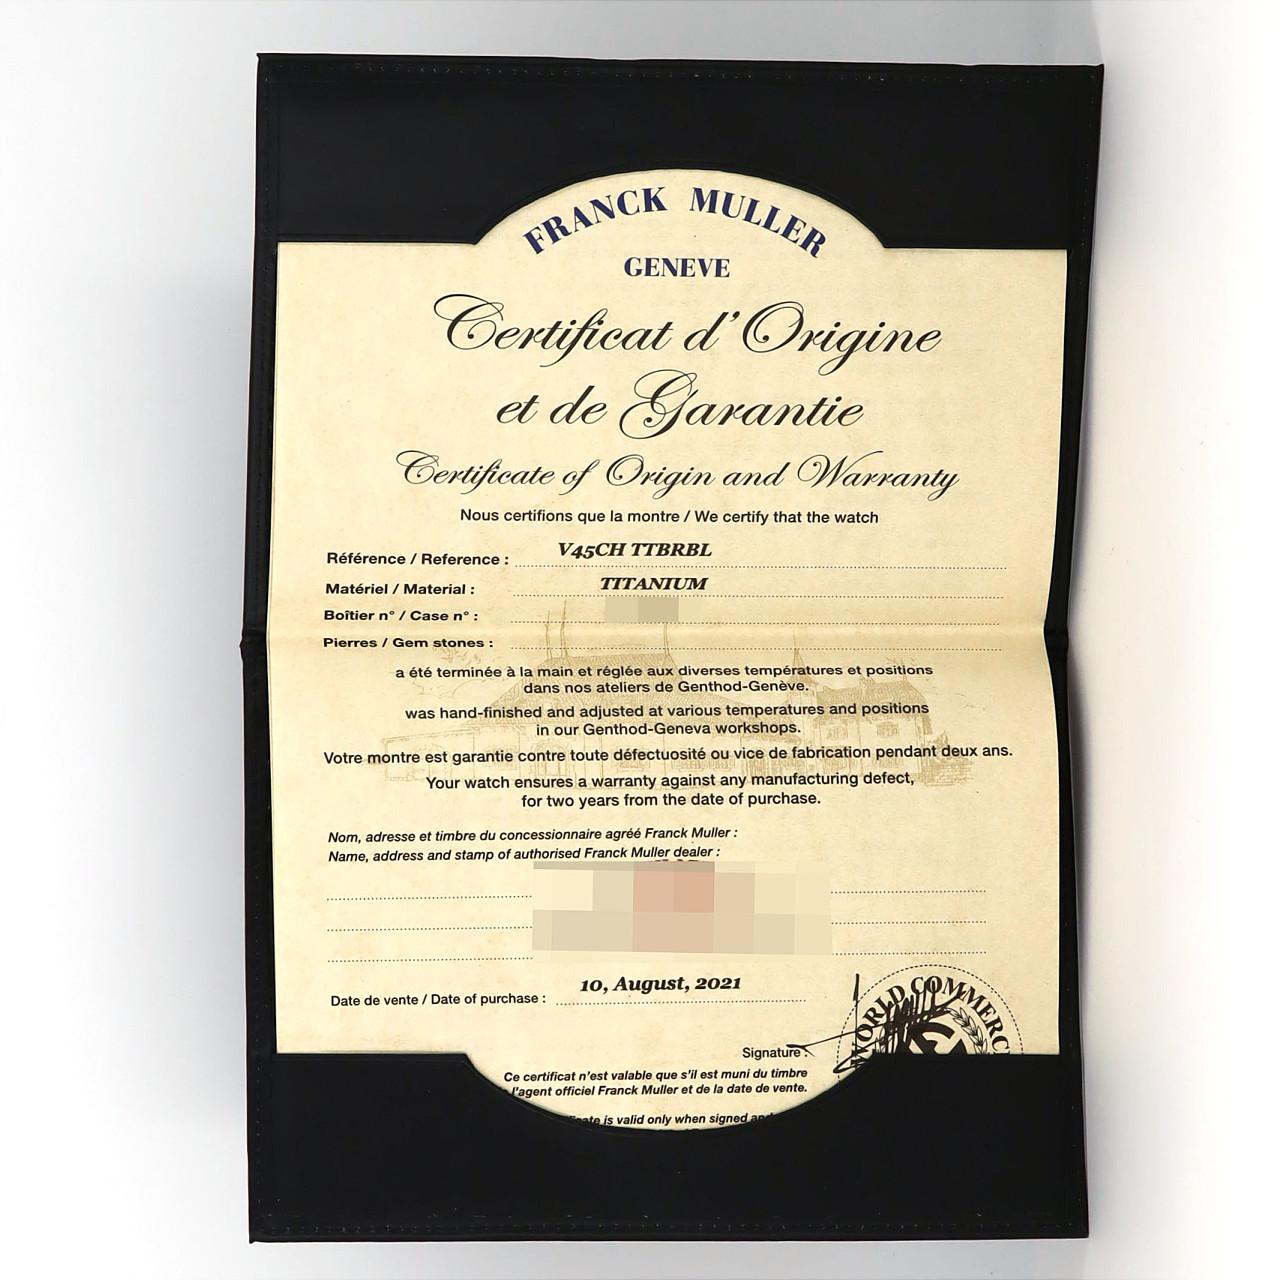 FRANCK MULLER
GENEVE
Certificat d'Origine
et de Garantie
Certificate of Origin and Warranty
Nous certifions que la montre / We certify that the watch
Référence / Reference : V45CH TTBRBL
Matériel / Material : TITANIUM
Boîtier n° / Case n° :
Pierres / Gem stones :
a été terminée à la main et réglée aux diverses températures et positions
dans nos ateliers de Genthod-Genève.
was hand-finished and adjusted at various temperatures and positions
in our Genthod-Geneva workshops.
Votre montre est garantie contre toute défectuosité ou vice de fabrication pendant deux ans.
Your watch ensures a warranty against any manufacturing defect,
for two years from the date of purchase.
Nom, adresse et timbre du concessionnaire agréé Franck Muller :
Name, address and stamp of authorised Franck Muller dealer :
Date de vente / Date of purchase : 10, August, 2021
WORLD COMMERC
Signature :
Ce certificat n'est valable que s'il est muni du timbre
l'agent officiel Franck Muller et de la date de vente.
is valid only when signed and